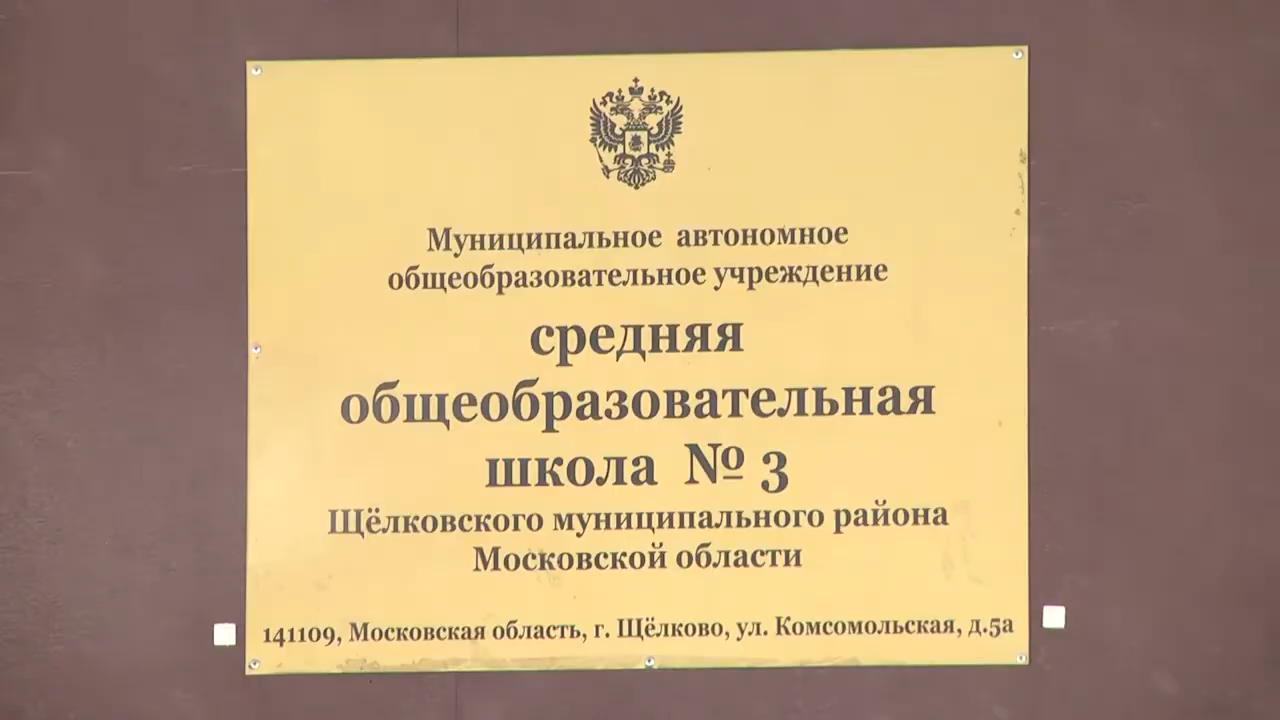 Муниципальное автономное
общеобразовательное учреждение
средняя
общеобразовательная
школа № 3
Щёлковского муниципального района
Московской области
141109, Московская область, г. Щёлково, ул. Комсомольская, д.5а